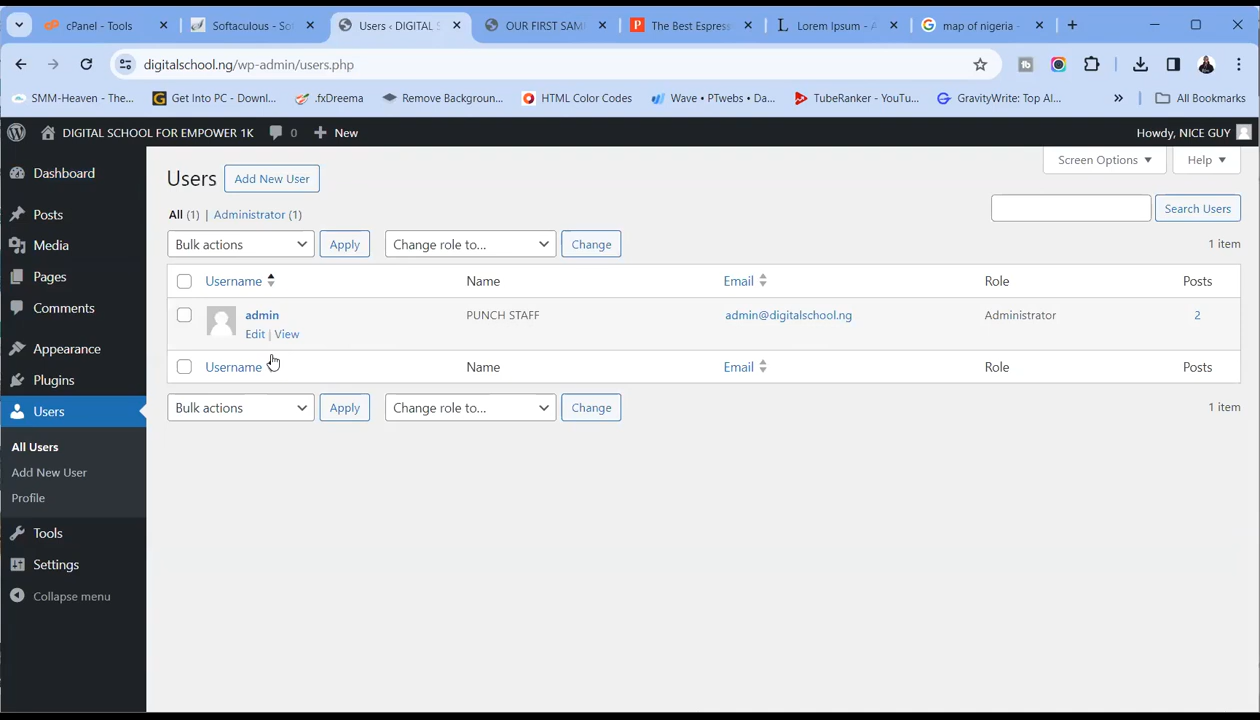 cPanel - Tools
Softaculous - So
Users ‹ DIGITAL S
OUR FIRST SAM
The Best Espres
Lorem Ipsum - A
map of nigeria -
digitalschool.ng/wp-admin/users.php
SMM-Heaven - The...
Get Into PC - Downl...
.fxDreema
Remove Backgroun...
HTML Color Codes
Wave • PTwebs • Da...
TubeRanker - YouTu...
GravityWrite: Top AI...
»
All Bookmarks
DIGITAL SCHOOL FOR EMPOWER 1K
0
New
Howdy, NICE GUY
Dashboard
Posts
Media
Pages
Comments
Appearance
Plugins
Users
All Users
Add New User
Profile
Tools
Settings
Collapse menu
Screen Options
Help
Users
Add New User
All (1) | Administrator (1)
Search Users
Bulk actions
Apply
Change role to...
Change
1 item
Username Name Email Role Posts
admin PUNCH STAFF admin@digitalschool.ng Administrator 2
Edit | View
Username Name Email Role Posts
Bulk actions
Apply
Change role to...
Change
1 item